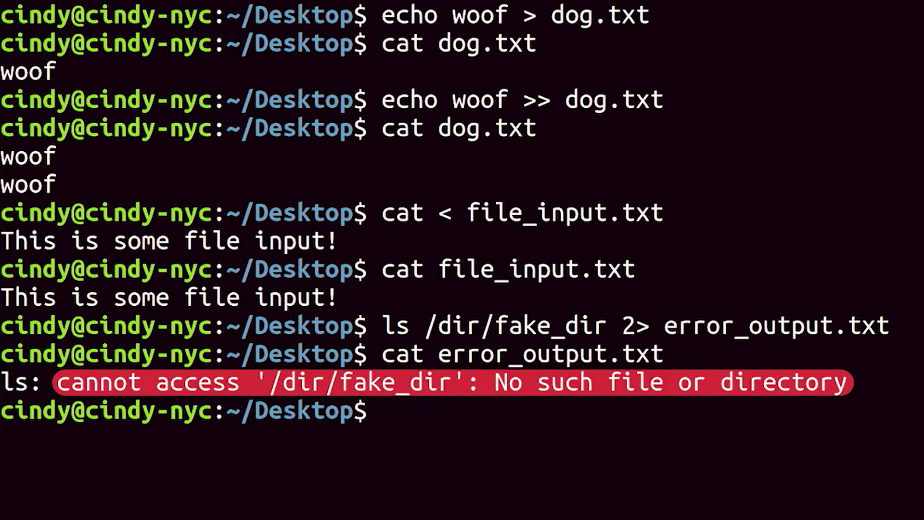 cindy@cindy-nyc:~/Desktop$ echo woof > dog.txt
cindy@cindy-nyc:~/Desktop$ cat dog.txt
woof
cindy@cindy-nyc:~/Desktop$ echo woof >> dog.txt
cindy@cindy-nyc:~/Desktop$ cat dog.txt
woof
woof
cindy@cindy-nyc:~/Desktop$ cat < file_input.txt
This is some file input!
cindy@cindy-nyc:~/Desktop$ cat file_input.txt
This is some file input!
cindy@cindy-nyc:~/Desktop$ ls /dir/fake_dir 2> error_output.txt
cindy@cindy-nyc:~/Desktop$ cat error_output.txt
ls: cannot access '/dir/fake_dir': No such file or directory
cindy@cindy-nyc:~/Desktop$